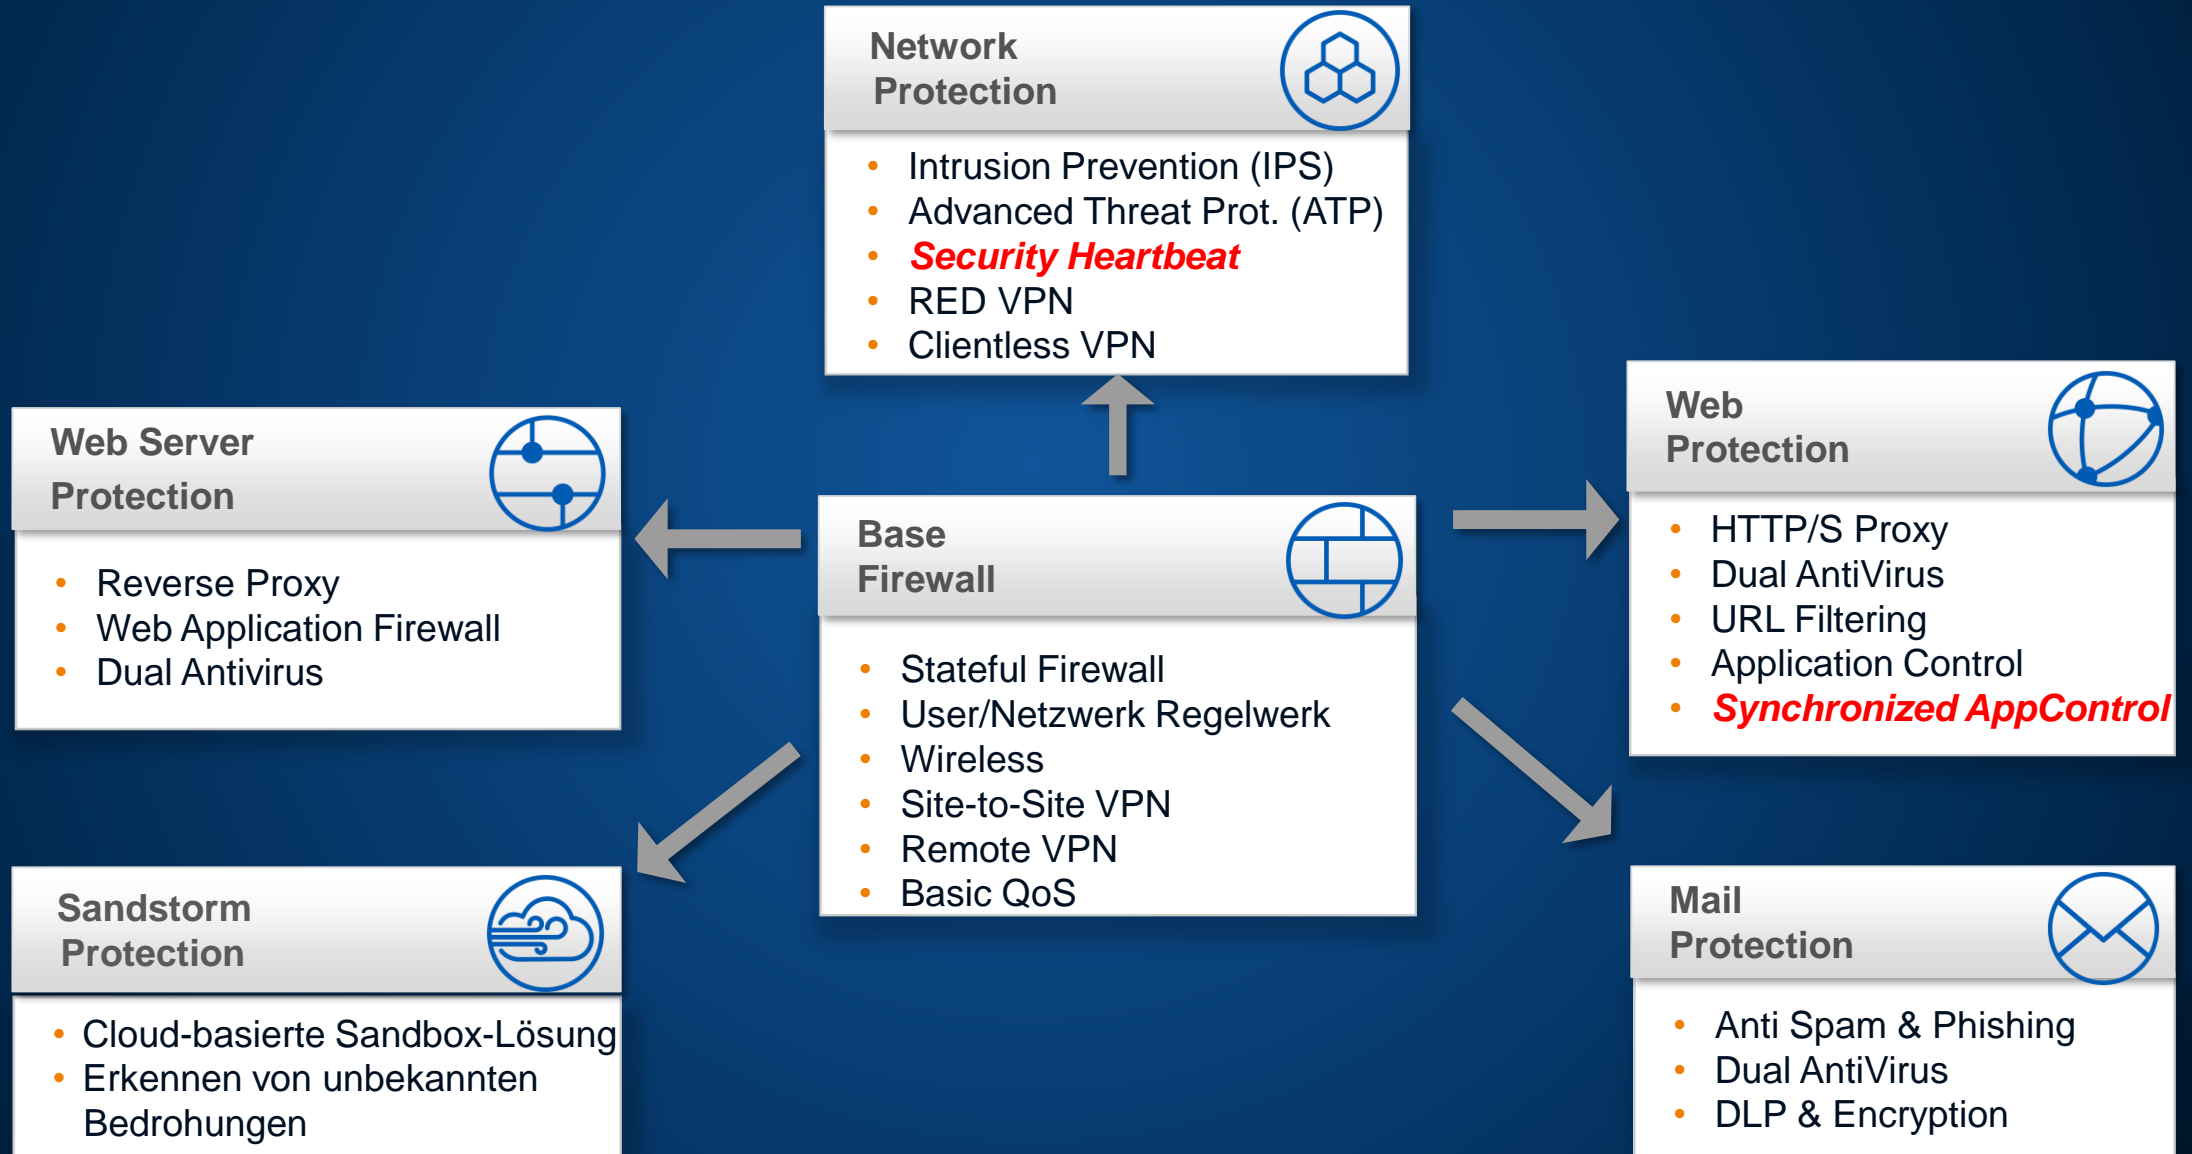 Network
Protection
• Intrusion Prevention (IPS)
• Advanced Threat Prot. (ATP)
• Security Heartbeat
• RED VPN
• Clientless VPN
Web Server
Protection
• Reverse Proxy
• Web Application Firewall
• Dual Antivirus
Base
Firewall
• Stateful Firewall
• User/Netzwerk Regelwerk
• Wireless
• Site-to-Site VPN
• Remote VPN
• Basic QoS
Web
Protection
• HTTP/S Proxy
• Dual AntiVirus
• URL Filtering
• Application Control
• Synchronized AppControl
Sandstorm
Protection
• Cloud-basierte Sandbox-Lösung
• Erkennen von unbekannten
Bedrohungen
Mail
Protection
• Anti Spam & Phishing
• Dual AntiVirus
• DLP & Encryption